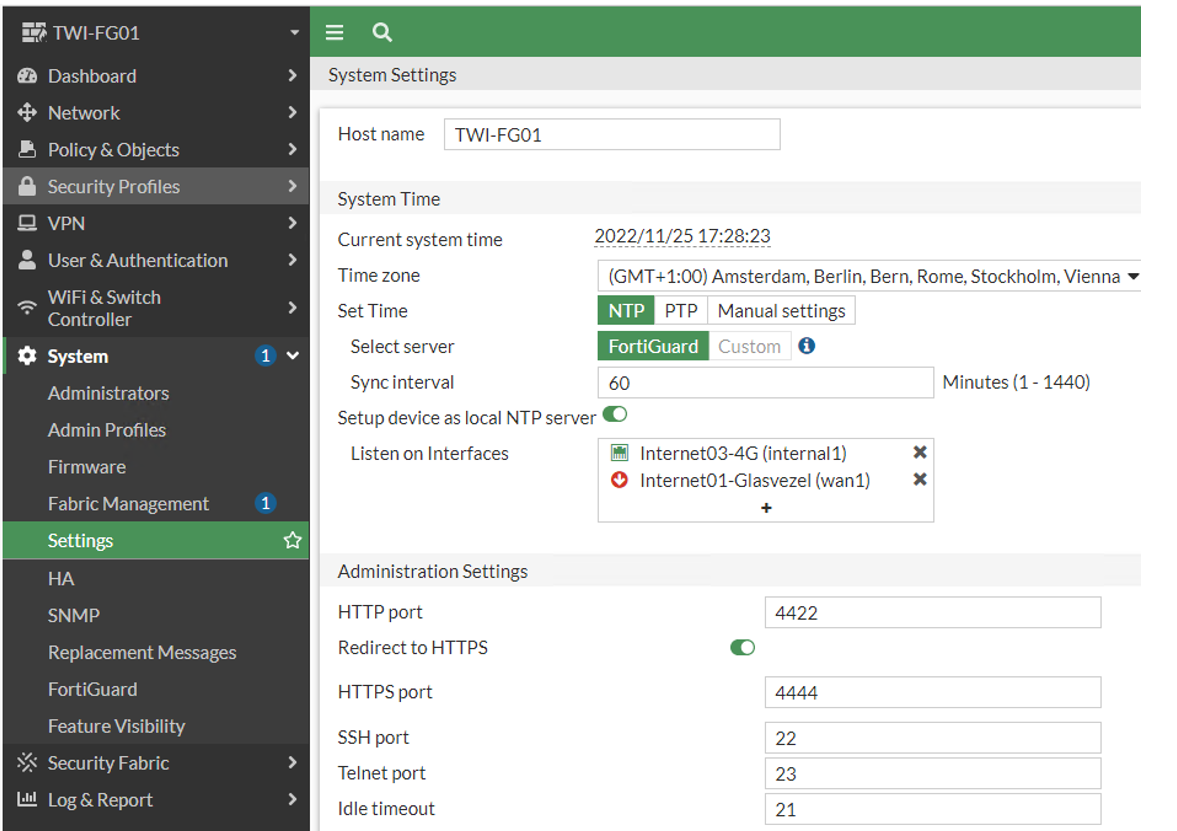 TWI-FG01
Dashboard
Network
Policy & Objects
Security Profiles
VPN
User & Authentication
WiFi & Switch
Controller
System 1
Administrators
Admin Profiles
Firmware
Fabric Management 1
Settings
HA
SNMP
Replacement Messages
FortiGuard
Feature Visibility
Security Fabric
Log & Report
System Settings
Host name TWI-FG01
System Time
Current system time 2022/11/25 17:28:23
Time zone (GMT+1:00) Amsterdam, Berlin, Bern, Rome, Stockholm, Vienna
Set Time NTP PTP Manual settings
Select server FortiGuard Custom
Sync interval 60 Minutes (1 - 1440)
Setup device as local NTP server
Listen on Interfaces Internet03-4G (internal1)
Internet01-Glasvezel (wan1)
+
Administration Settings
HTTP port 4422
Redirect to HTTPS
HTTPS port 4444
SSH port 22
Telnet port 23
Idle timeout 21